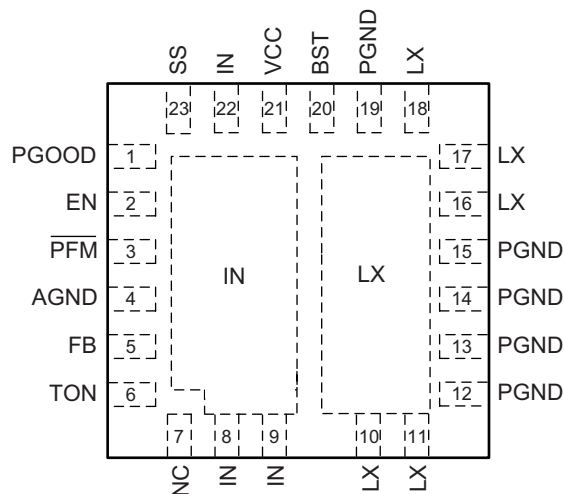 SS IN VCC BST PGND LX
23 22 21 20 19 18
PGOOD 1 17 LX
EN 2 16 LX
P̅F̅M̅ 3 15 PGND
AGND 4 IN LX 14 PGND
FB 5 13 PGND
TON 6 12 PGND
7 8 9 10 11
NC IN IN LX LX